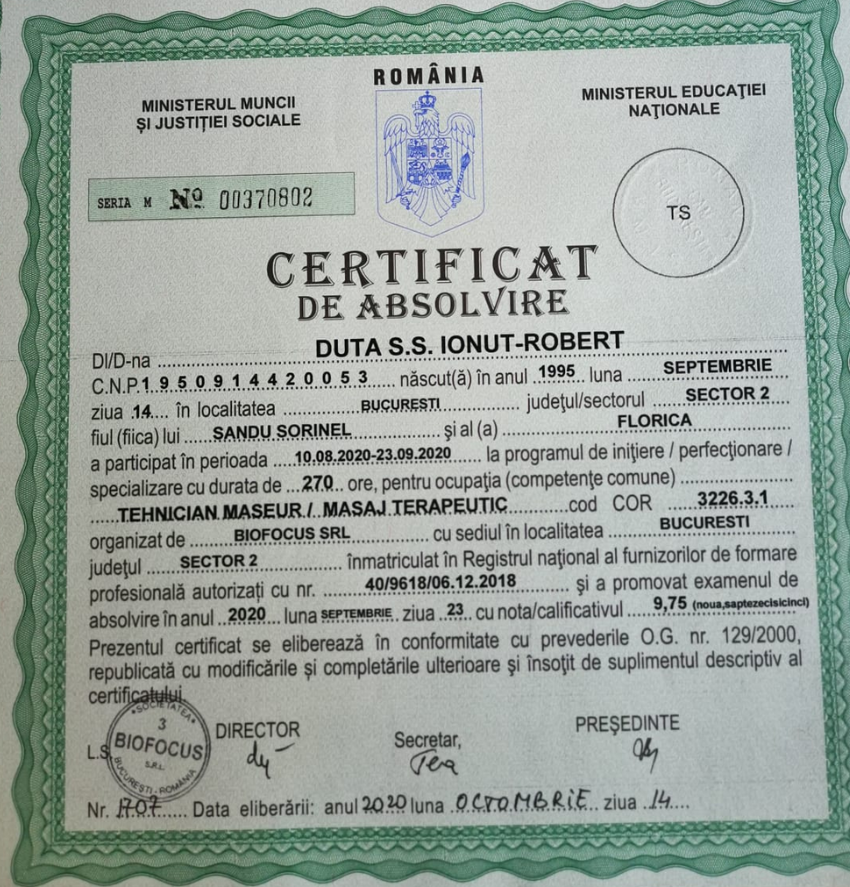 ROMÂNIA
MINISTERUL MUNCII
ȘI JUSTIȚIEI SOCIALE
MINISTERUL EDUCAȚIEI
NAȚIONALE
SERIA M Nº 00370802
TS
CERTIFICAT
DE ABSOLVIRE
Dl/D-na DUTA S.S. IONUT-ROBERT
C.N.P. 1 9 5 0 9 1 4 4 2 0 0 5 3 născut(ă) în anul 1995 luna SEPTEMBRIE
ziua 14 în localitatea BUCURESTI județul/sectorul SECTOR 2
fiul (fiica) lui SANDU SORINEL și al (a) FLORICA
a participat în perioada 10.08.2020-23.09.2020 la programul de inițiere / perfecționare /
specializare cu durata de 270 ore, pentru ocupația (competențe comune)
TEHNICIAN MASEUR / MASAJ TERAPEUTIC cod COR 3226.3.1
organizat de BIOFOCUS SRL cu sediul în localitatea BUCURESTI
județul SECTOR 2 înmatriculat în Registrul național al furnizorilor de formare
profesională autorizați cu nr. 40/9618/06.12.2018 și a promovat examenul de
absolvire în anul 2020 luna SEPTEMBRIE ziua 23 cu nota/calificativul 9,75 (noua,saptezecisicinci)
Prezentul certificat se eliberează în conformitate cu prevederile O.G. nr. 129/2000,
republicată cu modificările și completările ulterioare și însoțit de suplimentul descriptiv al
certificatului.
L.S.
SOCIETATEA
3
BIOFOCUS
S.R.L.
BUCUREȘTI - ROMÂNIA
DIRECTOR
Secretar,
PREȘEDINTE
Nr. 1707 Data eliberării: anul 2020 luna OCTOMBRIE ziua 14